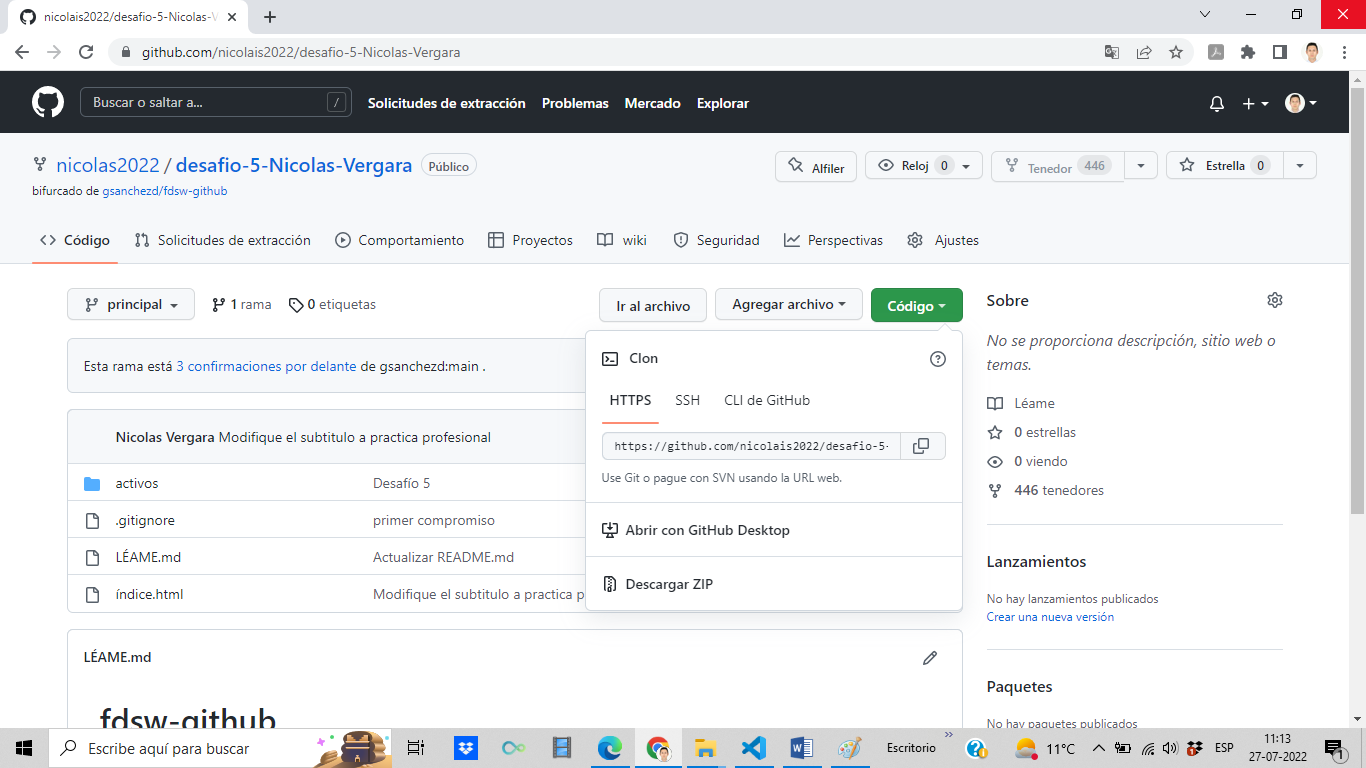 nicolais2022/desafio-5-Nicolas-V
github.com/nicolais2022/desafio-5-Nicolas-Vergara
Buscar o saltar a... /
Solicitudes de extracción Problemas Mercado Explorar
nicolas2022 / desafio-5-Nicolas-Vergara Público
Alfiler Reloj 0 Tenedor 446 Estrella 0
bifurcado de gsanchezd/fdsw-github
Código Solicitudes de extracción Comportamiento Proyectos wiki Seguridad Perspectivas Ajustes
principal 1 rama 0 etiquetas Ir al archivo Agregar archivo Código
Esta rama está 3 confirmaciones por delante de gsanchezd:main .
Nicolas Vergara Modifique el subtitulo a practica profesional
activos Desafío 5
.gitignore primer compromiso
LÉAME.md Actualizar README.md
índice.html Modifique el subtitulo a practica p
Clon
HTTPS SSH CLI de GitHub
https://github.com/nicolais2022/desafio-5-
Use Git o pague con SVN usando la URL web.
Abrir con GitHub Desktop
Descargar ZIP
Sobre
No se proporciona descripción, sitio web o
temas.
Léame
0 estrellas
0 viendo
446 tenedores
Lanzamientos
No hay lanzamientos publicados
Crear una nueva versión
Paquetes
No hay paquetes publicados
LÉAME.md
fdsw-github
Escribe aquí para buscar
Escritorio
11°C
ESP
11:13
27-07-2022
1